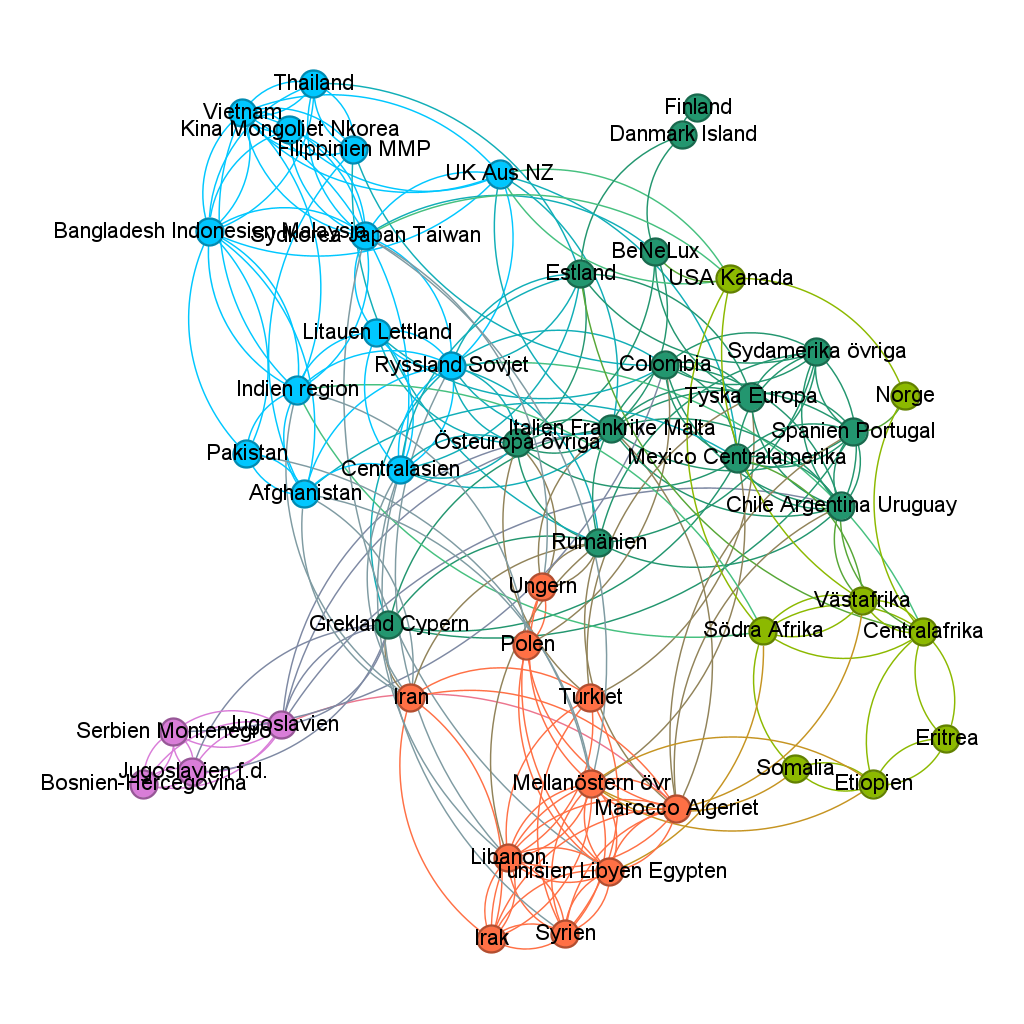 Thailand
Vietnam
Finland
Kina Mongoliet Nkorea
Danmark Island
Filippinien MMP
UK Aus NZ
Bangladesh Indonesien Malaysia
Sydkorea Japan Taiwan
BeNeLux
Estland
USA Kanada
Litauen Lettland
Sydamerika övriga
Ryssland Sovjet
Colombia
Indien region
Tyska Europa
Norge
Italien Frankrike Malta
Spanien Portugal
Östeuropa övriga
Pakistan
Mexico Centralamerika
Centralasien
Afghanistan
Chile Argentina Uruguay
Rumänien
Ungern
Västafrika
Grekland Cypern
Södra Afrika
Centralafrika
Polen
Iran
Turkiet
Jugoslavien
Serbien Montenegro
Eritrea
Jugoslavien f.d.
Somalia
Bosnien-Hercegovina
Mellanöstern övr
Etiopien
Marocco Algeriet
Libanon
Tunisien Libyen Egypten
Syrien
Irak